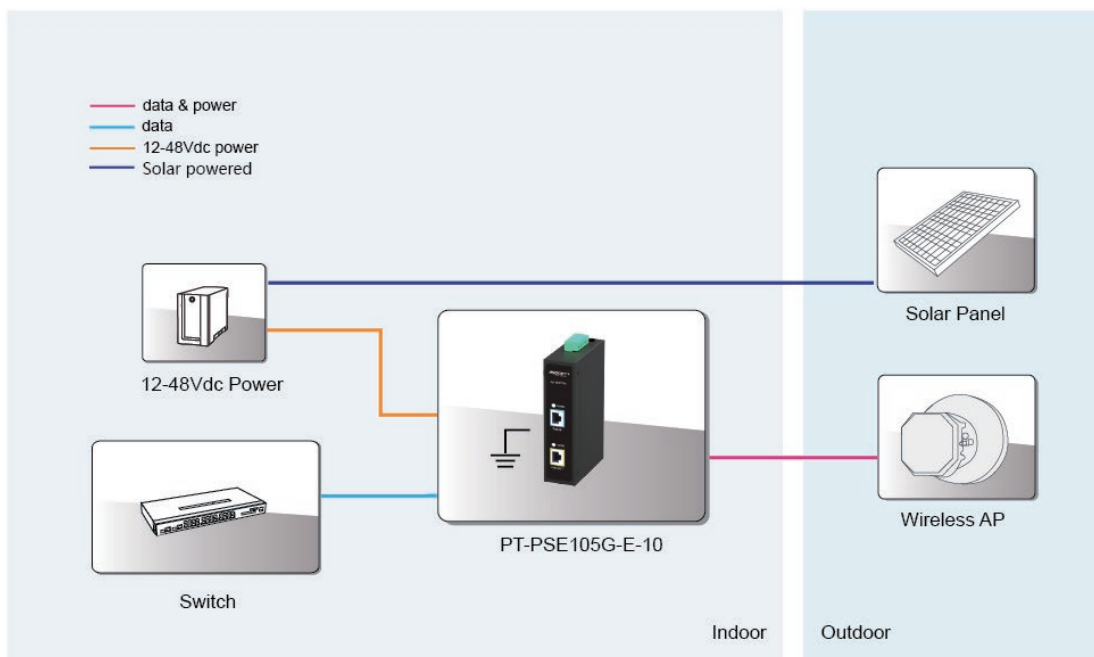 data & power
data
12-48Vdc power
Solar powered
Solar Panel
12-48Vdc Power
Wireless AP
PT-PSE105G-E-10
Switch
Indoor
Outdoor